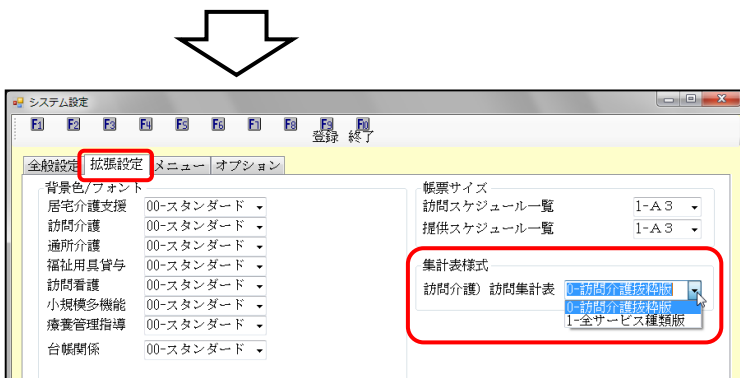 システム設定
F1 F2 F3 F4 F5 F6 F7 F8 F9 F10
登録 終了
全般設定 拡張設定 メニュー オプション
背景色/フォント
居宅介護支援 00-スタンダード
訪問介護 00-スタンダード
通所介護 00-スタンダード
福祉用具貸与 00-スタンダード
訪問看護 00-スタンダード
小規模多機能 00-スタンダード
療養管理指導 00-スタンダード
台帳関係 00-スタンダード
帳票サイズ
訪問スケジュール一覧 1-A3
提供スケジュール一覧 1-A3
集計表様式
訪問介護) 訪問集計表 0-訪問介護抜粋版
0-訪問介護抜粋版
1-全サービス種類版